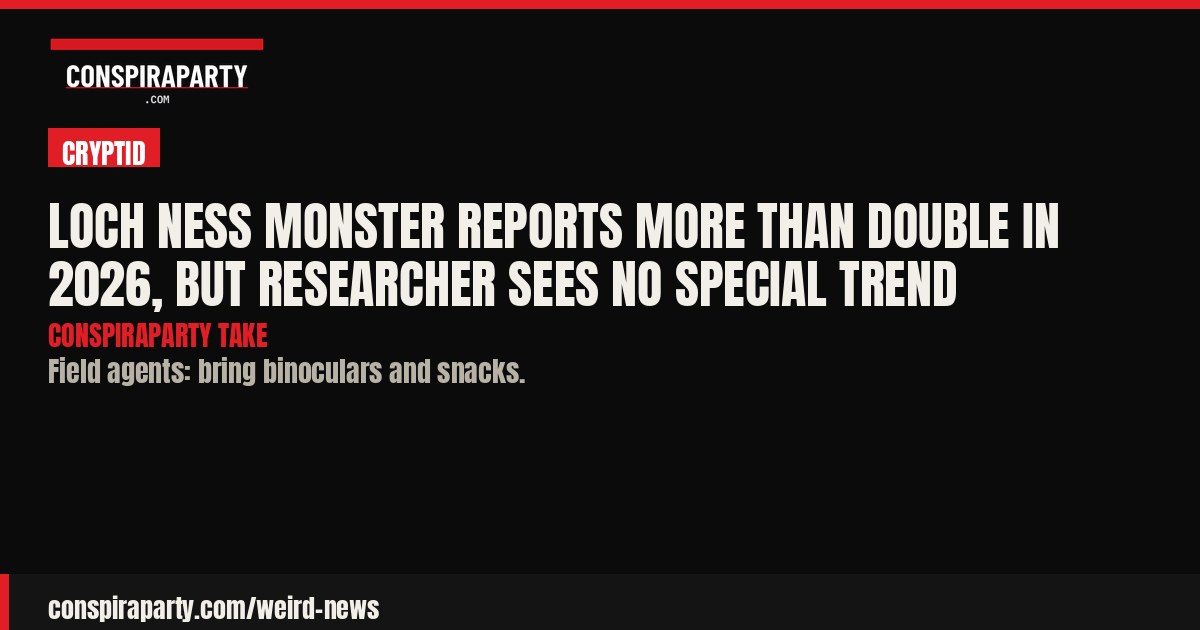 CONSPIRAPARTY
.COM
CRYPTID
LOCH NESS MONSTER REPORTS MORE THAN DOUBLE IN
2026, BUT RESEARCHER SEES NO SPECIAL TREND
CONSPIRAPARTY TAKE
Field agents: bring binoculars and snacks.
conspiraparty.com/weird-news